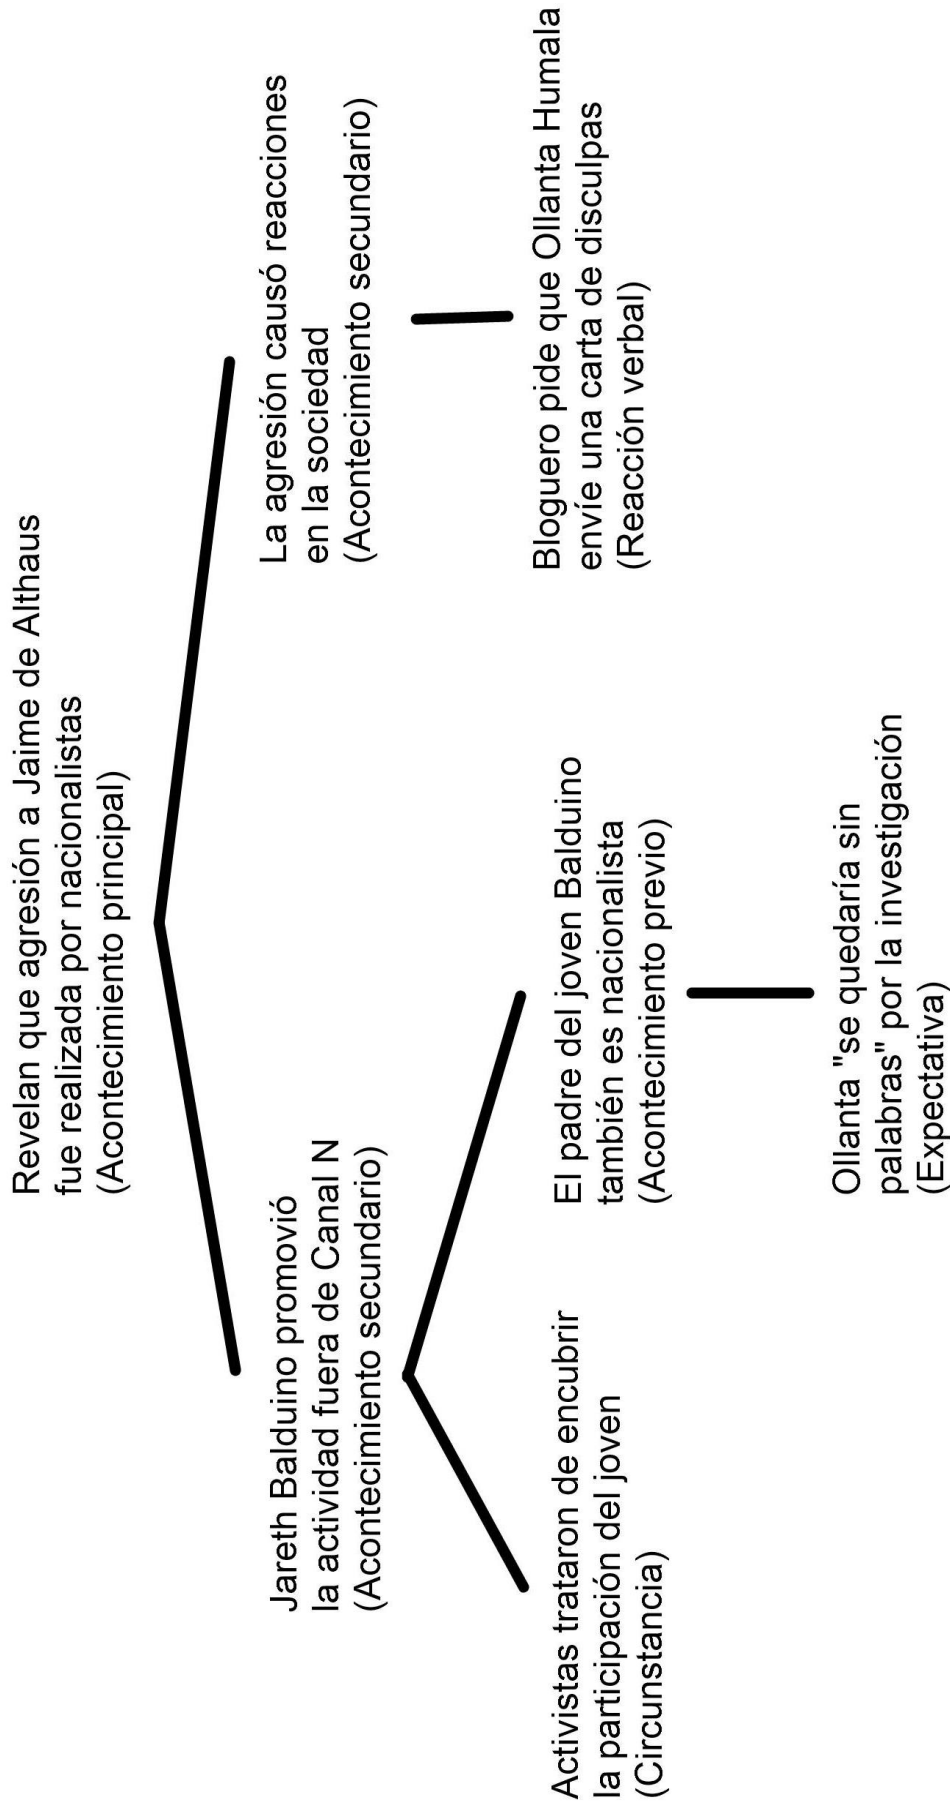 Revelan que agresión a Jaime de Althaus
fue realizada por nacionalistas
(Acontecimiento principal)
Jareth Balduino promovió
la actividad fuera de Canal N
(Acontecimiento secundario)
La agresión causó reacciones
en la sociedad
(Acontecimiento secundario)
Activistas trataron de encubrir
la participación del joven
(Circunstancia)
El padre del joven Balduino
también es nacionalista
(Acontecimiento previo)
Bloguero pide que Ollanta Humala
envíe una carta de disculpas
(Reacción verbal)
Ollanta "se quedaría sin
palabras" por la investigación
(Expectativa)